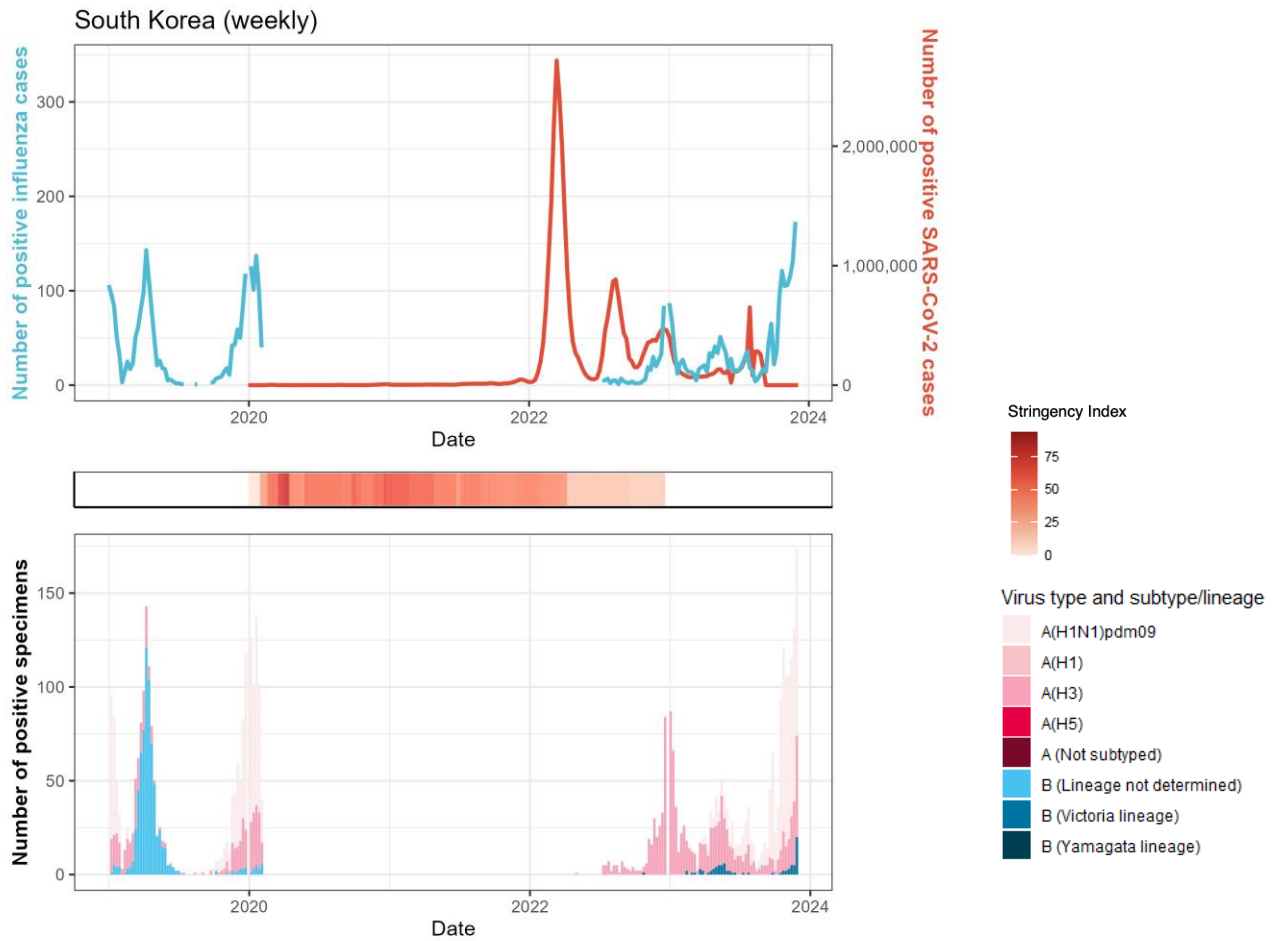 South Korea (weekly)
Number of positive influenza cases
Number of positive SARS-CoV-2 cases
300
200
100
0
2,000,000
1,000,000
0
2020
2022
2024
Date
Stringency Index
75
50
25
0
Number of positive specimens
150
100
50
0
2020
2022
2024
Date
Virus type and subtype/lineage
A(H1N1)pdm09
A(H1)
A(H3)
A(H5)
A (Not subtyped)
B (Lineage not determined)
B (Victoria lineage)
B (Yamagata lineage)